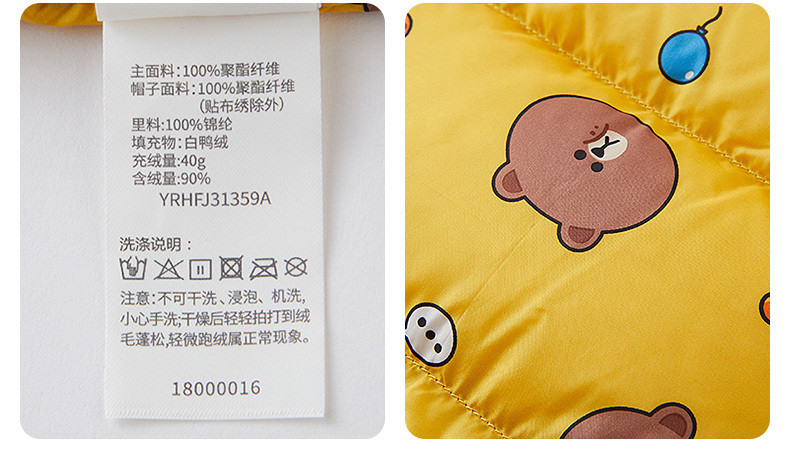 主面料:100%聚酯纤维
帽子面料:100%聚酯纤维
(贴布绣除外)
里料:100%锦纶
填充物:白鸭绒
充绒量:40g
含绒量:90%
YRHFJ31359A
洗涤说明:
注意:不可干洗、浸泡、机洗,
小心手洗;干燥后轻轻拍打到绒
毛蓬松,轻微跑绒属正常现象。
18000016